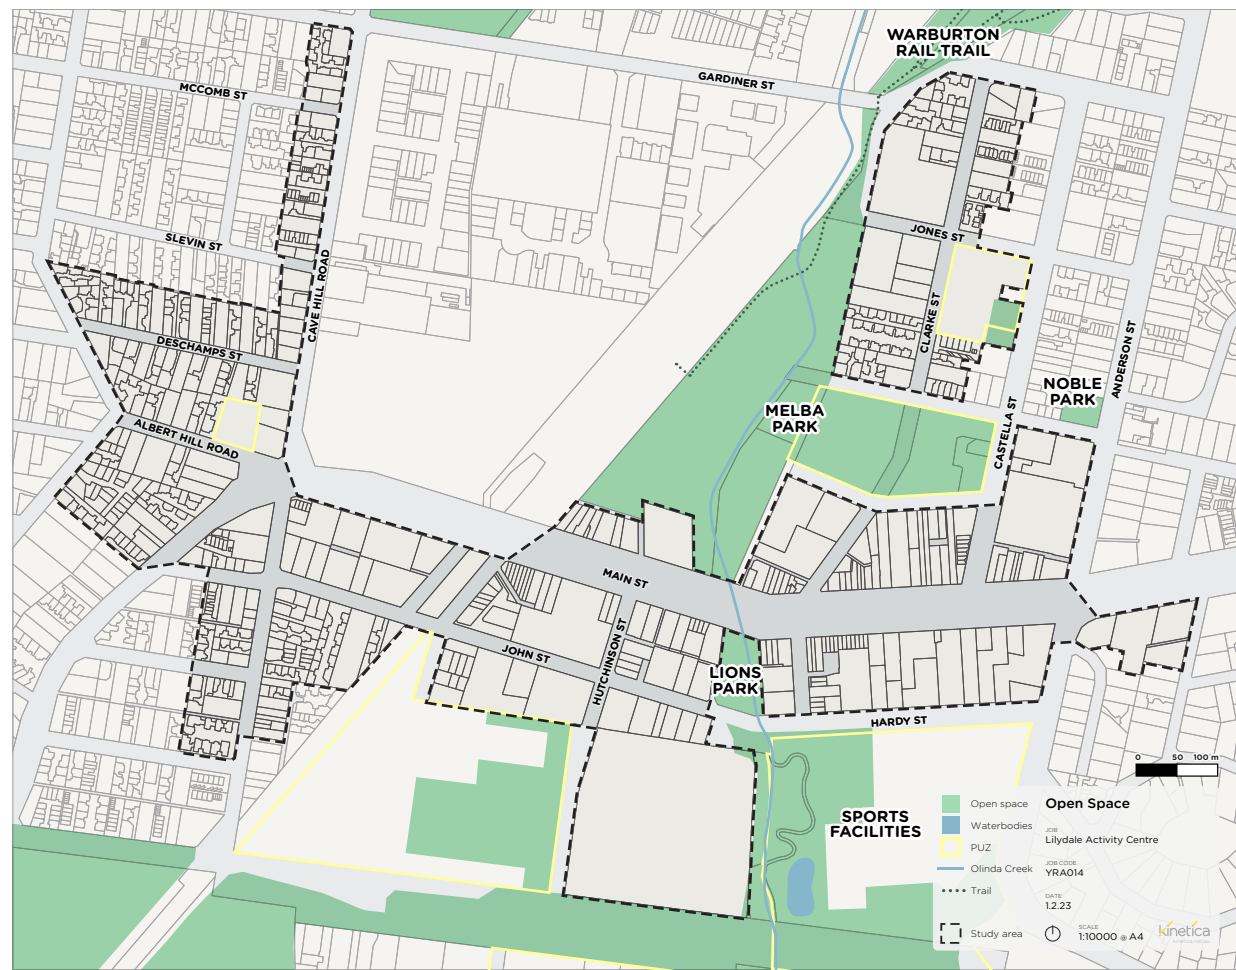 WARBURTON
RAIL TRAIL
GARDINER ST
MCCOMB ST
SLEVIN ST
JONES ST
CAVE HILL ROAD
CLARKE ST
DESCHAMPS ST
ANDERSON ST
NOBLE
PARK
MELBA
PARK
CASTELLA ST
ALBERT HILL ROAD
MAIN ST
HUTCHINSON ST
JOHN ST
LIONS
PARK
HARDY ST
0 50 100 m
SPORTS
FACILITIES
Open space
Waterbodies
PUZ
Olinda Creek
Trail
Study area
Open Space
JOB
Lilydale Activity Centre
JOB CODE
YRA014
DATE
1.2.23
SCALE
1:10000 @ A4
kinetica